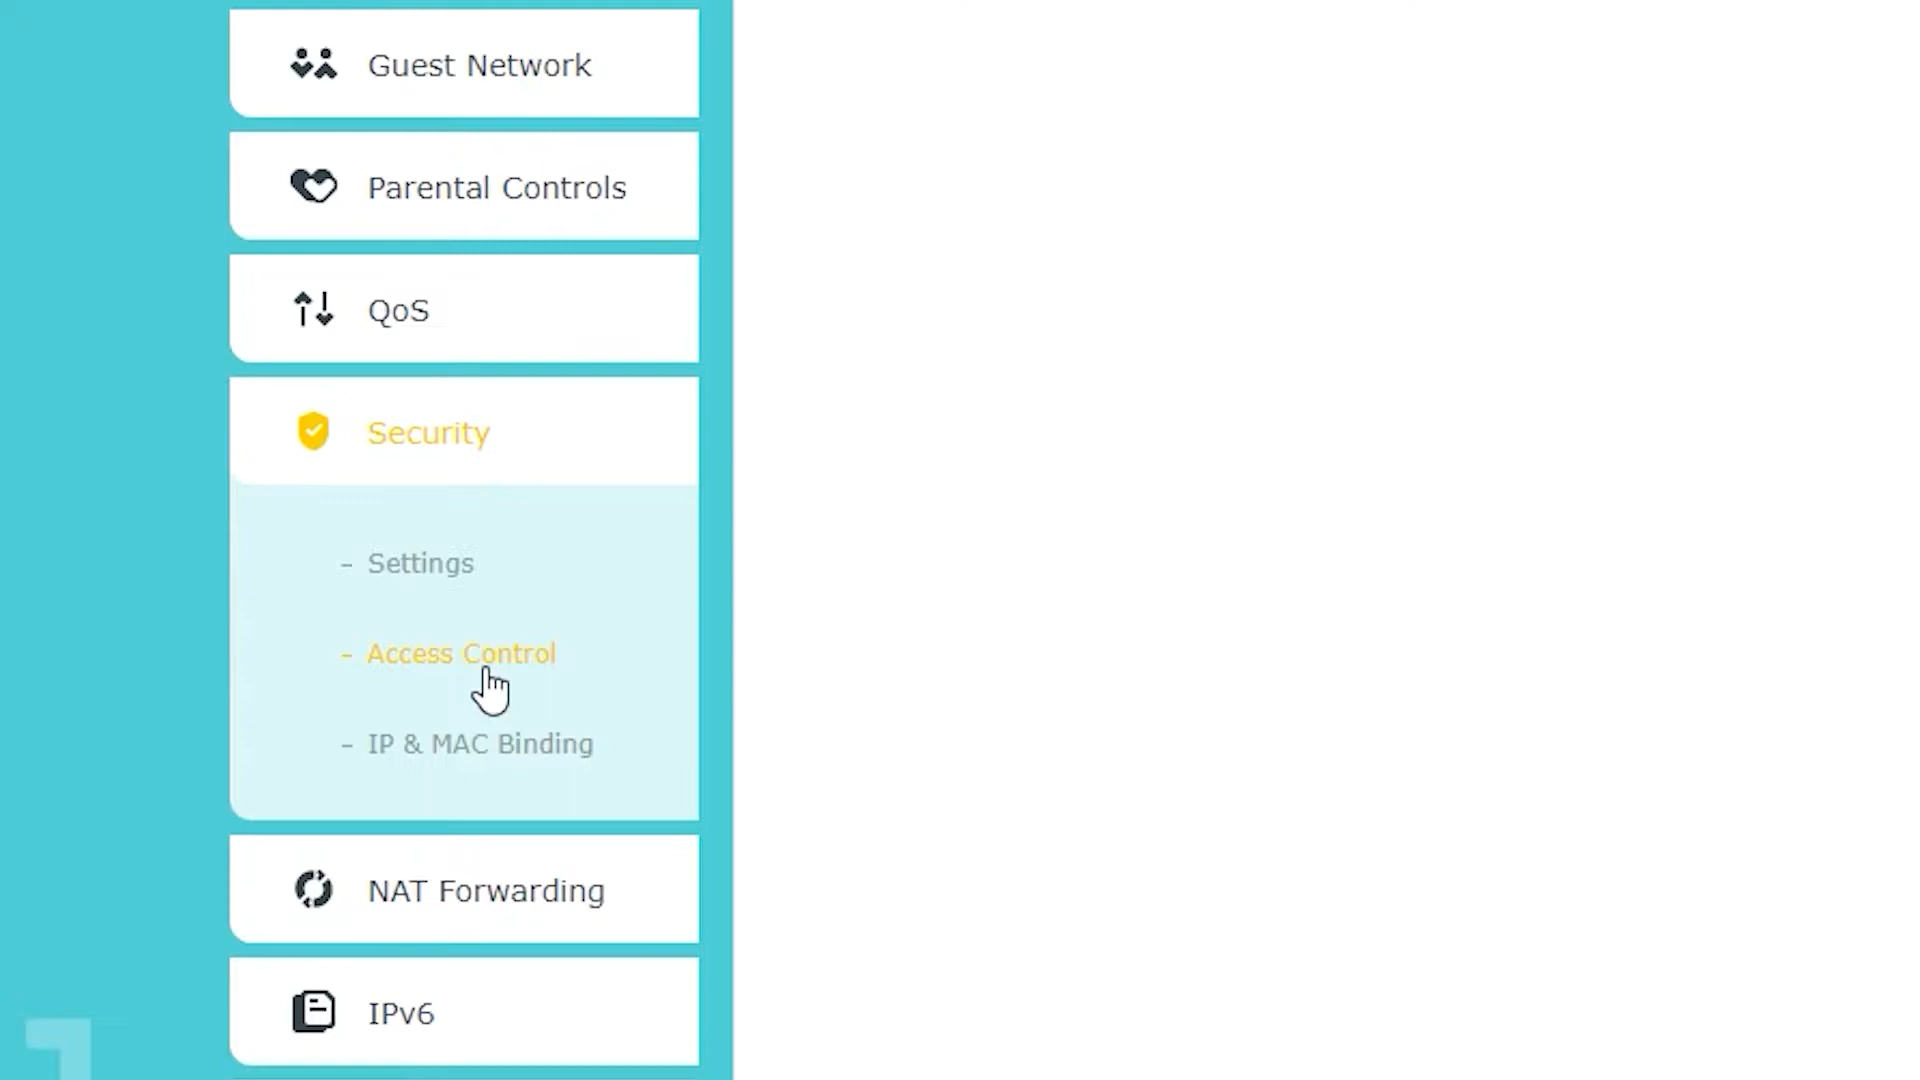 Guest Network
Parental Controls
QoS
Security
- Settings
- Access Control
- IP & MAC Binding
NAT Forwarding
IPv6